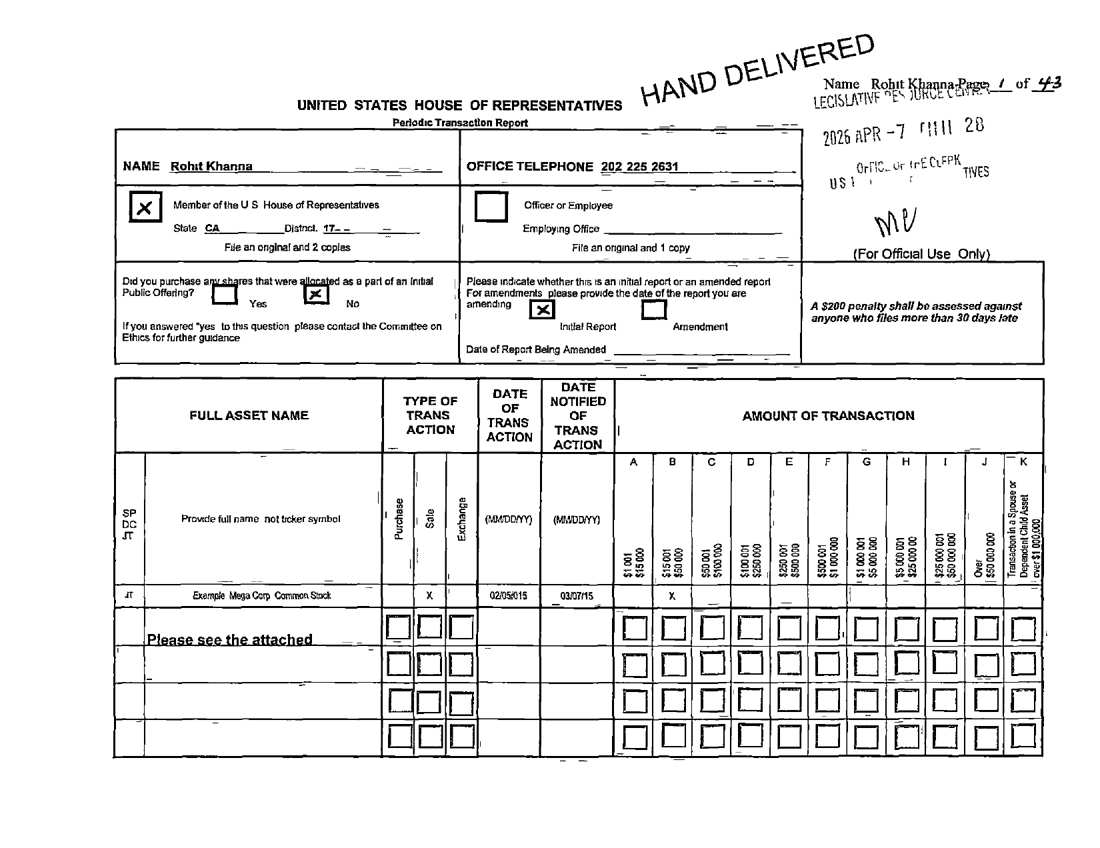 HAND DELIVERED
Name Rohit Khanna Page 1 of 43
UNITED STATES HOUSE OF REPRESENTATIVES
Periodic Transaction Report
2026 APR -7
NAME Rohit Khanna
OFFICE TELEPHONE 202 225 2631
Member of the U S House of Representatives
State CA District. 17
File an original and 2 copies
Officer or Employee
Employing Office
File an original and 1 copy
(For Official Use Only)
Did you purchase any shares that were allocated as a part of an Initial
Public Offering?
Yes
X
No
If you answered "yes to this question please contact the Committee on
Ethics for further guidance
Please indicate whether this is an initial report or an amended report
For amendments please provide the date of the report you are
amending
X
Initial Report
Amendment
Date of Report Being Amended
A $200 penalty shall be assessed against
anyone who files more than 30 days late
FULL ASSET NAME
TYPE OF
TRANS
ACTION
DATE
OF
TRANS
ACTION
DATE
NOTIFIED
OF
TRANS
ACTION
AMOUNT OF TRANSACTION
A B C D E F G H I J K
SP
DC
JT
Provide full name not ticker symbol
Purchase
Sale
Exchange
(MM/DD/YY)
(MM/DD/YY)
$1 001
$15 000
$15 001
$50 000
$50 001
$100 000
$100 001
$250 000
$250 001
$500 000
$500 001
$1 000 000
$1 000 001
$5 000 000
$5 000 001
$25 000 00
$25 000 001
$50 000 000
Over
$50 000 000
Transaction in a Spouse or
Dependent Child Asset
over $1 000,000
JT Example Mega Corp Common Stock X 02/05/015 03/07/15 X
Please see the attached